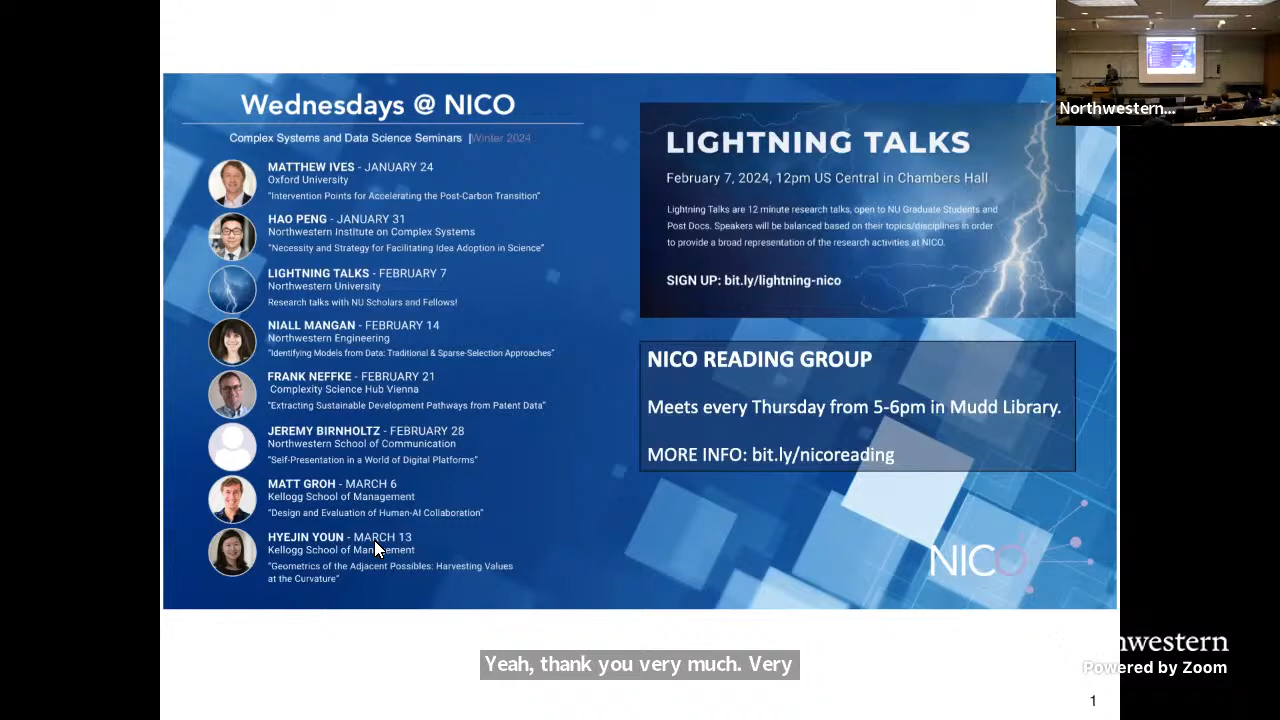 Wednesdays @ NICO
Complex Systems and Data Science Seminars | Winter 2024
MATTHEW IVES - JANUARY 24
Oxford University
"Intervention Points for Accelerating the Post-Carbon Transition"
HAO PENG - JANUARY 31
Northwestern Institute on Complex Systems
"Necessity and Strategy for Facilitating Idea Adoption in Science"
LIGHTNING TALKS - FEBRUARY 7
Northwestern University
Research talks with NU Scholars and Fellows!
NIALL MANGAN - FEBRUARY 14
Northwestern Engineering
"Identifying Models from Data: Traditional & Sparse-Selection Approaches"
FRANK NEFFKE - FEBRUARY 21
Complexity Science Hub Vienna
"Extracting Sustainable Development Pathways from Patent Data"
JEREMY BIRNHOLTZ - FEBRUARY 28
Northwestern School of Communication
"Self-Presentation in a World of Digital Platforms"
MATT GROH - MARCH 6
Kellogg School of Management
"Design and Evaluation of Human-AI Collaboration"
HYEJIN YOUN - MARCH 13
Kellogg School of Management
"Geometrics of the Adjacent Possibles: Harvesting Values
at the Curvature"
LIGHTNING TALKS
February 7, 2024, 12pm US Central in Chambers Hall
Lightning Talks are 12 minute research talks, open to NU Graduate Students and
Post Docs. Speakers will be balanced based on their topics/disciplines in order
to provide a broad representation of the research activities at NICO.
SIGN UP: bit.ly/lightning-nico
NICO READING GROUP
Meets every Thursday from 5-6pm in Mudd Library.
MORE INFO: bit.ly/nicoreading
NICO
Northwestern...
Yeah, thank you very much. Very
hwestern
Powered by Zoom
1